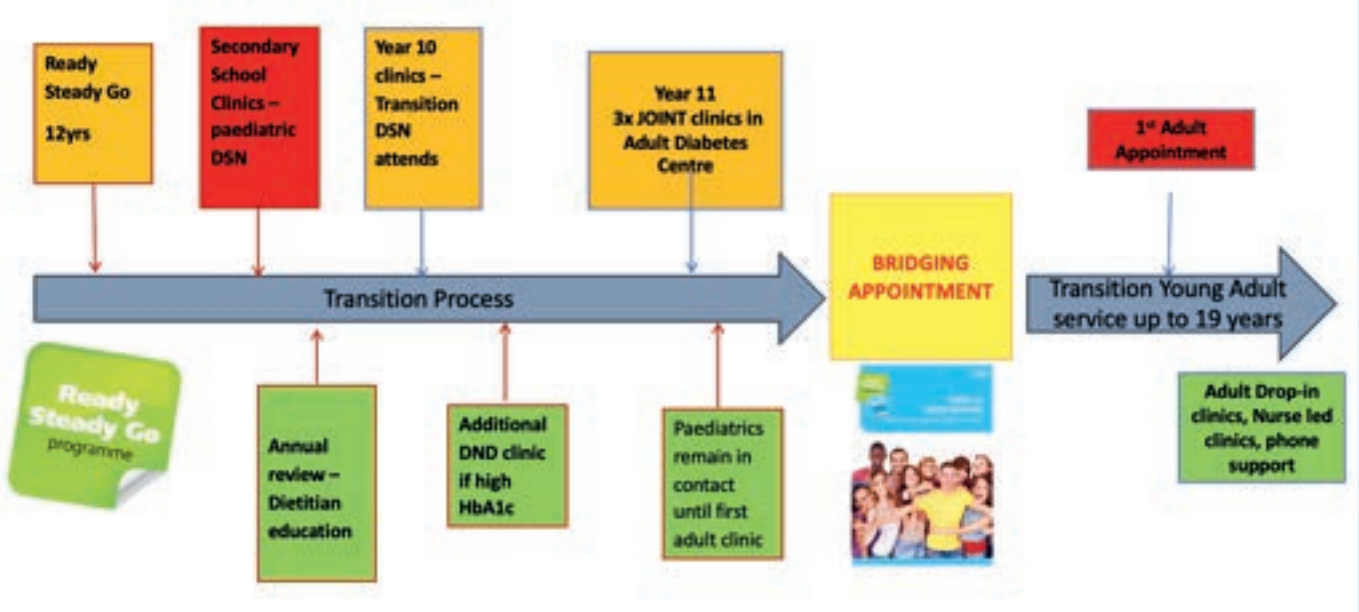 Ready
Steady Go
12yrs
Secondary
School
Clinics –
paediatric
DSN
Year 10
clinics –
Transition
DSN
attends
Year 11
3x JOINT clinics in
Adult Diabetes
Centre
1st Adult
Appointment
BRIDGING
APPOINTMENT
Transition Process
Transition Young Adult
service up to 19 years
Ready
Steady Go
programme
Annual
review –
Dietitian
education
Additional
DND clinic
if high
HbA1c
Paediatrics
remain in
contact
until first
adult clinic
Adult Drop-in
clinics, Nurse led
clinics, phone
support